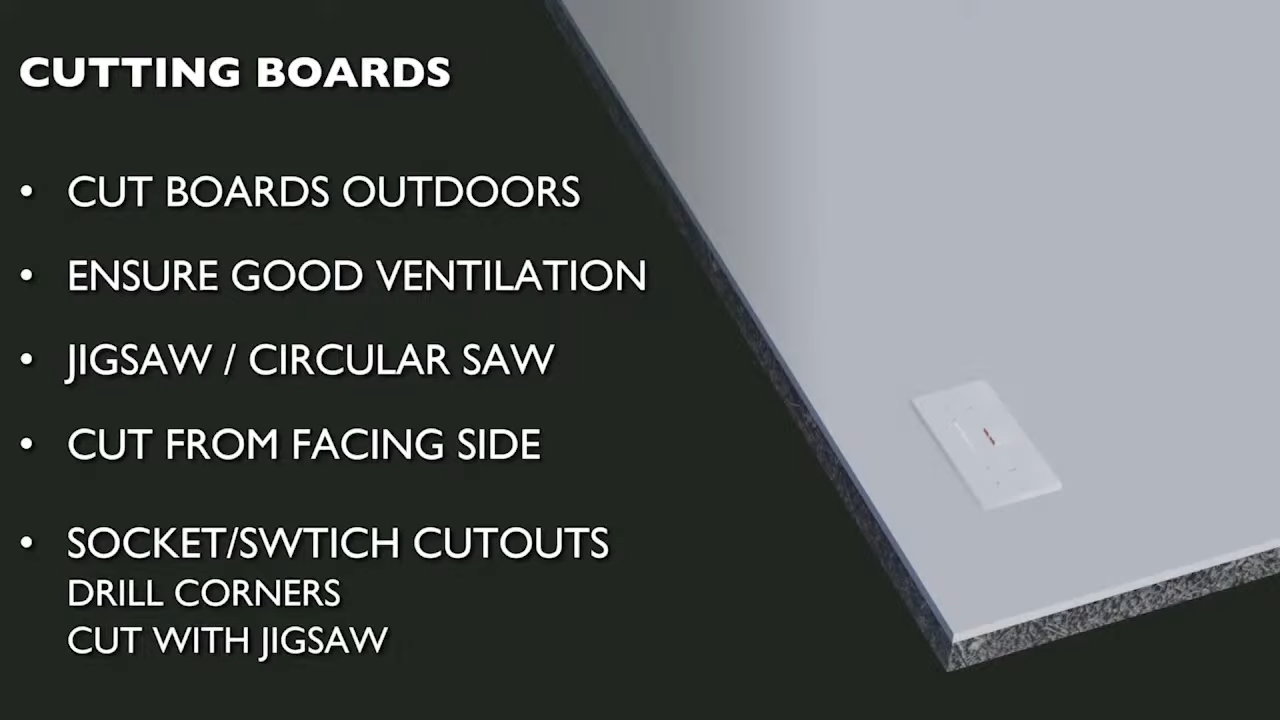 CUTTING BOARDS
• CUT BOARDS OUTDOORS
• ENSURE GOOD VENTILATION
• JIGSAW / CIRCULAR SAW
• CUT FROM FACING SIDE
• SOCKET/SWTICH CUTOUTS
DRILL CORNERS
CUT WITH JIGSAW